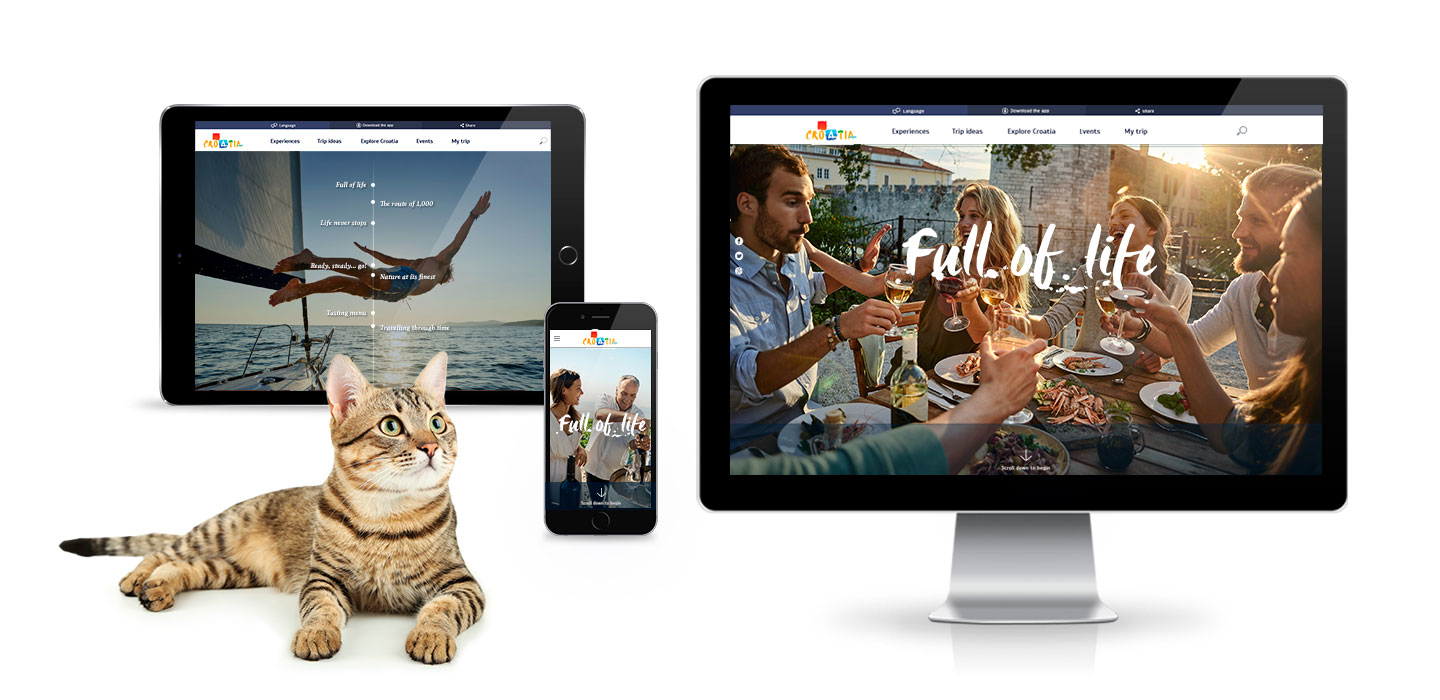 Language
Download the app
Share
CROATIA
Experiences
Trip ideas
Explore Croatia
Events
My trip
Full of life
The route of 1,000
Life never stops
Ready, steady... go!
Nature at its finest
Tasting menu
Travelling through time
CROATIA
Full of life
Scroll down to begin
Language
Download the app
Share
CROATIA
Experiences
Trip ideas
Explore Croatia
Events
My trip
Full of life
Scroll down to begin